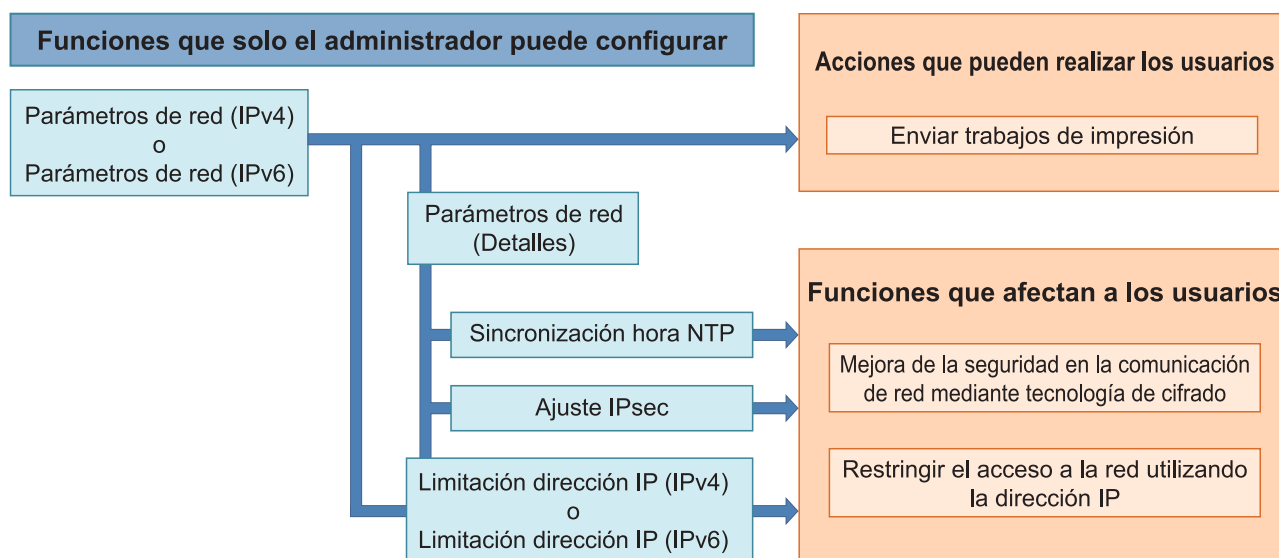 Funciones que solo el administrador puede configurar
Parámetros de red (IPv4)
o
Parámetros de red (IPv6)
Parámetros de red
(Detalles)
Sincronización hora NTP
Ajuste IPsec
Limitación dirección IP (IPv4)
o
Limitación dirección IP (IPv6)
Acciones que pueden realizar los usuarios
Enviar trabajos de impresión
Funciones que afectan a los usuarios
Mejora de la seguridad en la comunicación
de red mediante tecnología de cifrado
Restringir el acceso a la red utilizando
la dirección IP